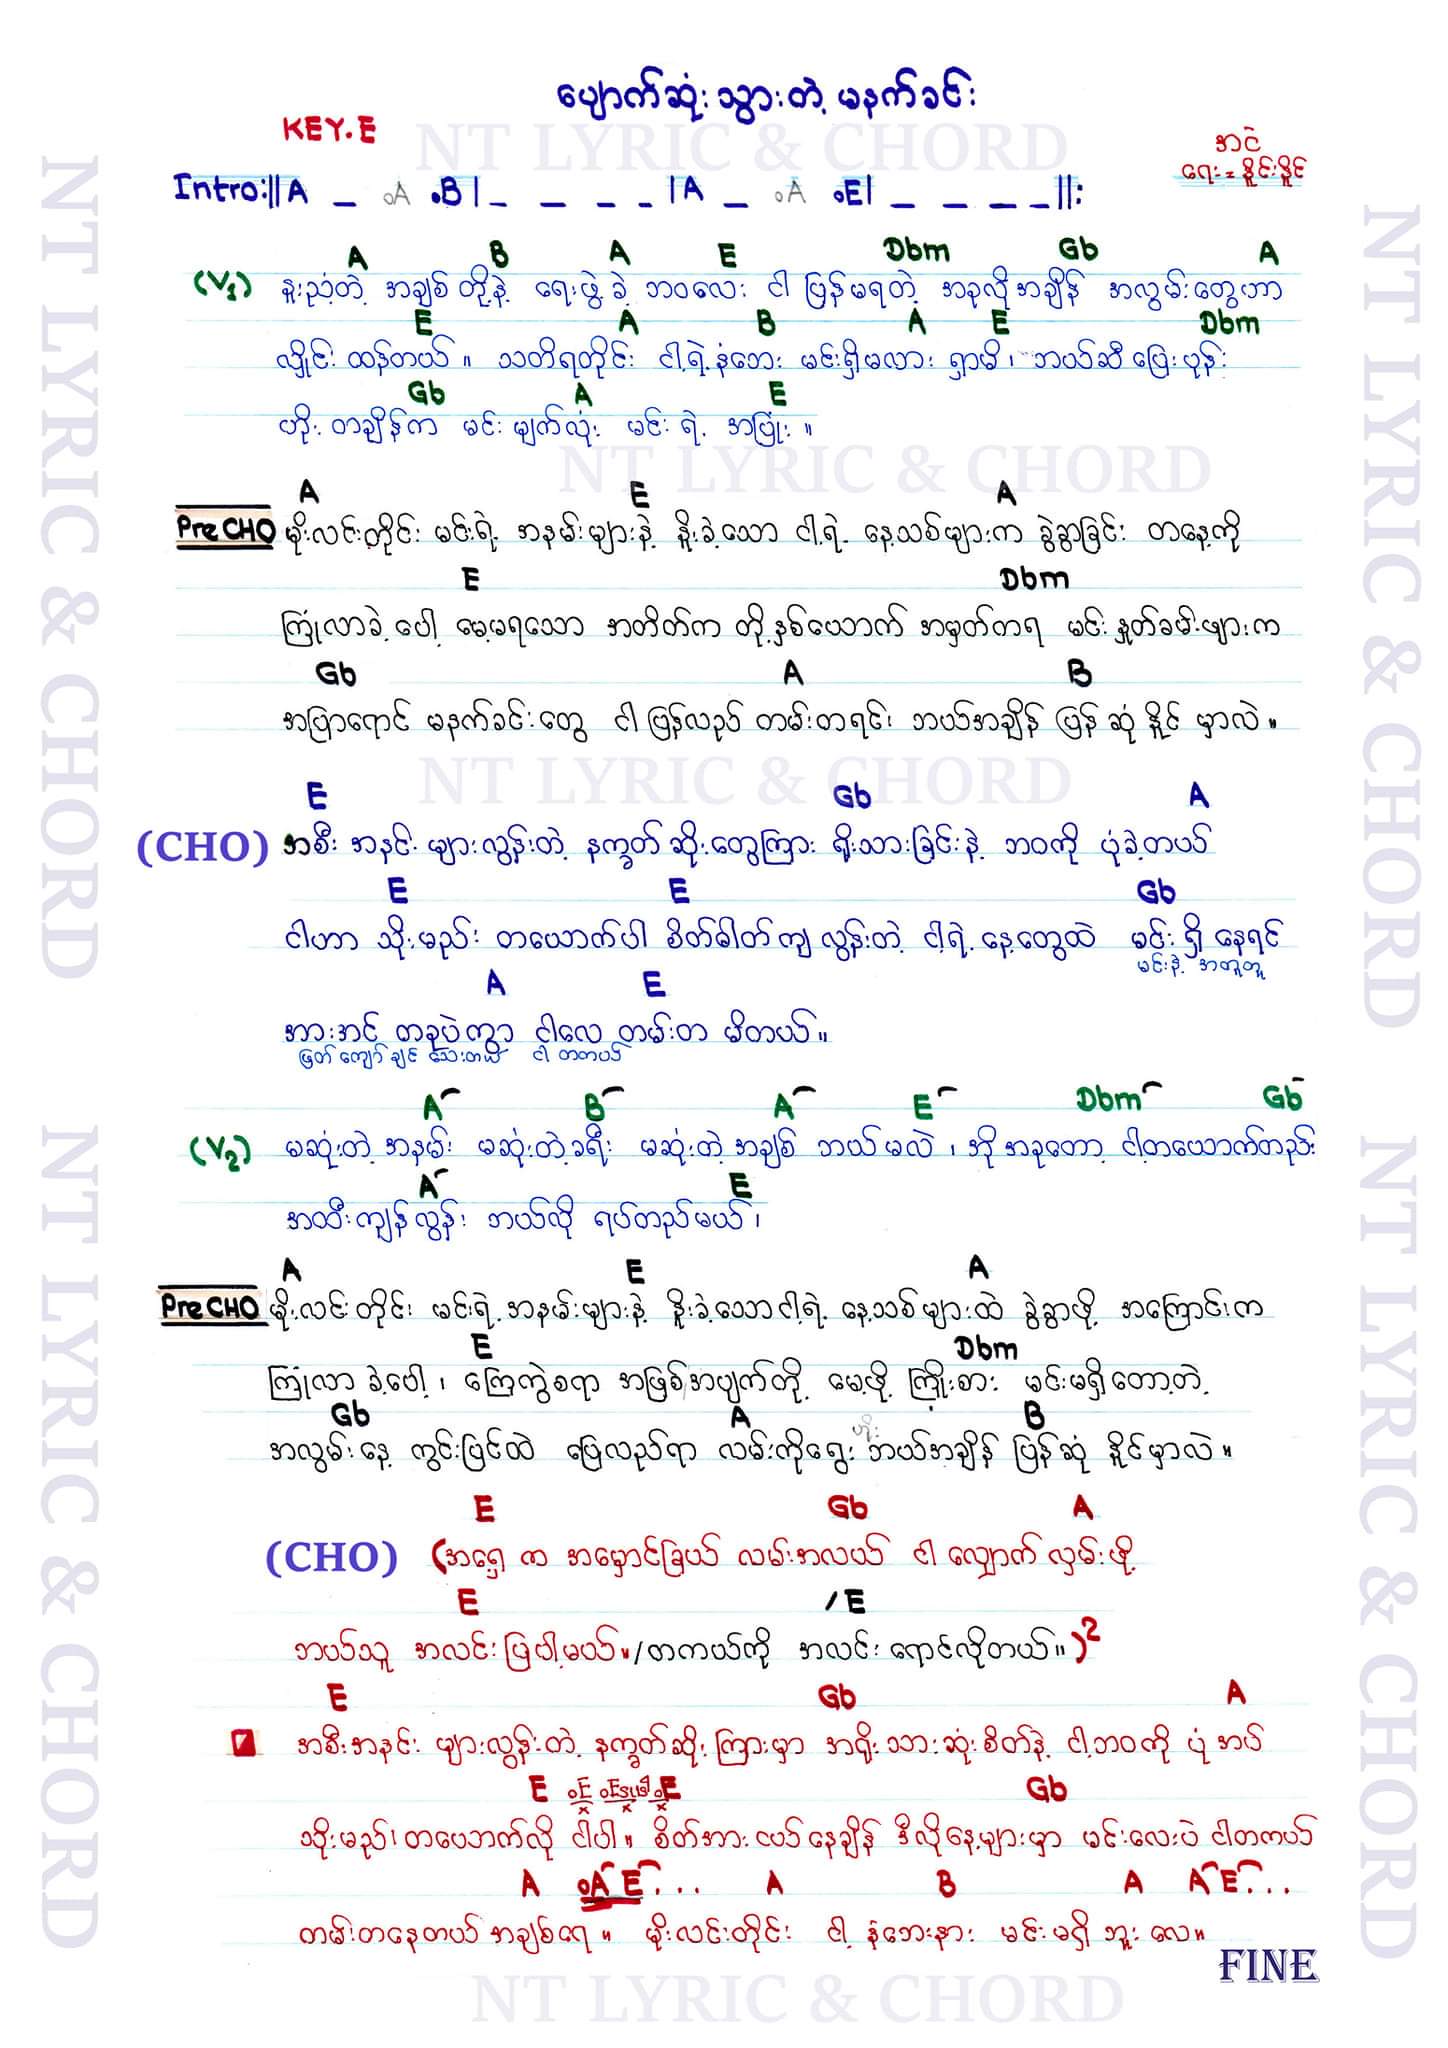 ပျောက်ဆုံးသွားတဲ့ မနက်ခင်း
KEY.E
NT LYRIC & CHORD
အငဲ
ရေး = နိူင်းနိူင်
Intro:||A _ oA .B| _ _ _ _ |A _ oA oE| _ _ _ _ ||:
A B A E Dbm Gb A
(V1) နူးညံ့တဲ့ အချစ် တို့နဲ့ ရေးဖွဲ့ ခဲ့ ဘဝလေး ငါ ပြန်မရတဲ့ အခုလိုအချိန် အလွမ်းတွေဟာ
E A B A E Dbm
လှိုင်း ထန်တယ် ။ သတိရတိုင်း ငါ့ရဲ့နံဘေး မင်းရှိမလား ရှာမိ၊ ဘယ်ဆီ ပြေးပုန်း
Gb A E
ဟိုး တချိန်က မင်း မျက်လုံး မင်း ရဲ့ အပြုံး ။
NT LYRIC & CHORD
A E A
Pre CHO မိုးလင်းတိုင်း မင်းရဲ့ အနမ်းများနဲ့ နိူးခဲ့သော ငါ့ရဲ့ နေ့သစ်များက ခွဲခွာခြင်း တနေ့ကို
E Dbm
ကြုံလာခဲ့ပေါ့ မေ့မရသော အတိတ်က တို့နှစ်ယောက် အမှတ်တရ မင်း နှုတ်ခမ်းဖျားက
Gb A B
အပြာရောင် မနက်ခင်းတွေ ငါ ပြန်လည် တမ်းတရင်း ဘယ်အချိန် ပြန် ဆုံ နိူင် မှာလဲ ။
NT LYRIC & CHORD
E Gb A
(CHO) အစီး အနင်း များလွန်းတဲ့ နက္ခတ် ဆိုးတွေကြား ရိုးသားခြင်းနဲ့ ဘဝကို ပုံခဲ့တယ်
E E Gb
ငါဟာ သိုးမည်း တယောက်ပါ စိတ်ဓါတ်ကျ လွန်းတဲ့ ငါ့ရဲ့ နေ့တွေထဲ မင်း ရှိ နေရင်
မင်းနဲ့ အတူတူ
A E
အားအင် တခုပဲကွာ ငါလေ တမ်းတ မိတယ် ။
ဖြတ်ကျော် ချင် သေးတယ် ငါ တကယ်
A B A E Dbm Gb
(V2) မဆုံးတဲ့ အနမ်း မဆုံးတဲ့ခရီး မဆုံးတဲ့ အချစ် ဘယ်မလဲ ၊ အို အခုတော့ ငါ့တယောက်တည်း
A E
အထီးကျန်လွန်း ဘယ်လို ရပ်တည်မယ် ၊
A E A
Pre CHO မိုးလင်းတိုင်း မင်းရဲ့ အနမ်းများနဲ့ နိူးခဲ့သောငါ့ရဲ့ နေ့သစ်များထဲ ခွဲခွာဖို့ အကြောင်းက
E Dbm
ကြုံလာ ခဲ့ပေါ့ ၊ ကြေကွဲစရာ အဖြစ်အပျက်တို့ မေ့ဖို့ ကြိုးစား မင်းမရှိတော့တဲ့
Gb A B
အလွမ်းနေ့ ကွင်းပြင်ထဲ ပြေလည်ရာ လမ်းကိုရွေး ဘယ်အချိန် ပြန်ဆုံ နိူင်မှာလဲ ။
ဟိုး
E Gb A
(CHO) (အရှေ့ က အမှောင်ခြယ် လမ်းအလယ် ငါ လျှောက် လှမ်းဖို့
E /E
ဘယ်သူ အလင်းပြပါ့မယ်။/တကယ်ကို အလင်း ရောင်လိုတယ်။)2
E Gb A
အစီးအနင်း များလွန်းတဲ့ နက္ခတ်ဆိုး ကြားမှာ အရိုးသားဆုံးစိတ်နဲ့ ငါ့ဘဝကို ပုံ အပ်
E oE oEsus4 oE Gb
သိုးမည်းတယောက်လို ငါပါ ။ စိတ်အားငယ်နေချိန် ဒီလိုနေ့များမှာ မင်းလေးပဲ ငါတကယ်
A oA E ... A B A A E ...
တမ်းတနေတယ် အချစ်ရေ ။ မိုးလင်းတိုင်း ငါ့ နံဘေးနား မင်းမရှိ ဘူး လေ။
FINE
NT LYRIC & CHORD
NT LYRIC & CHORD
NT LYRIC & CHORD
NT LYRIC & CHORD
NT LYRIC & CHORD